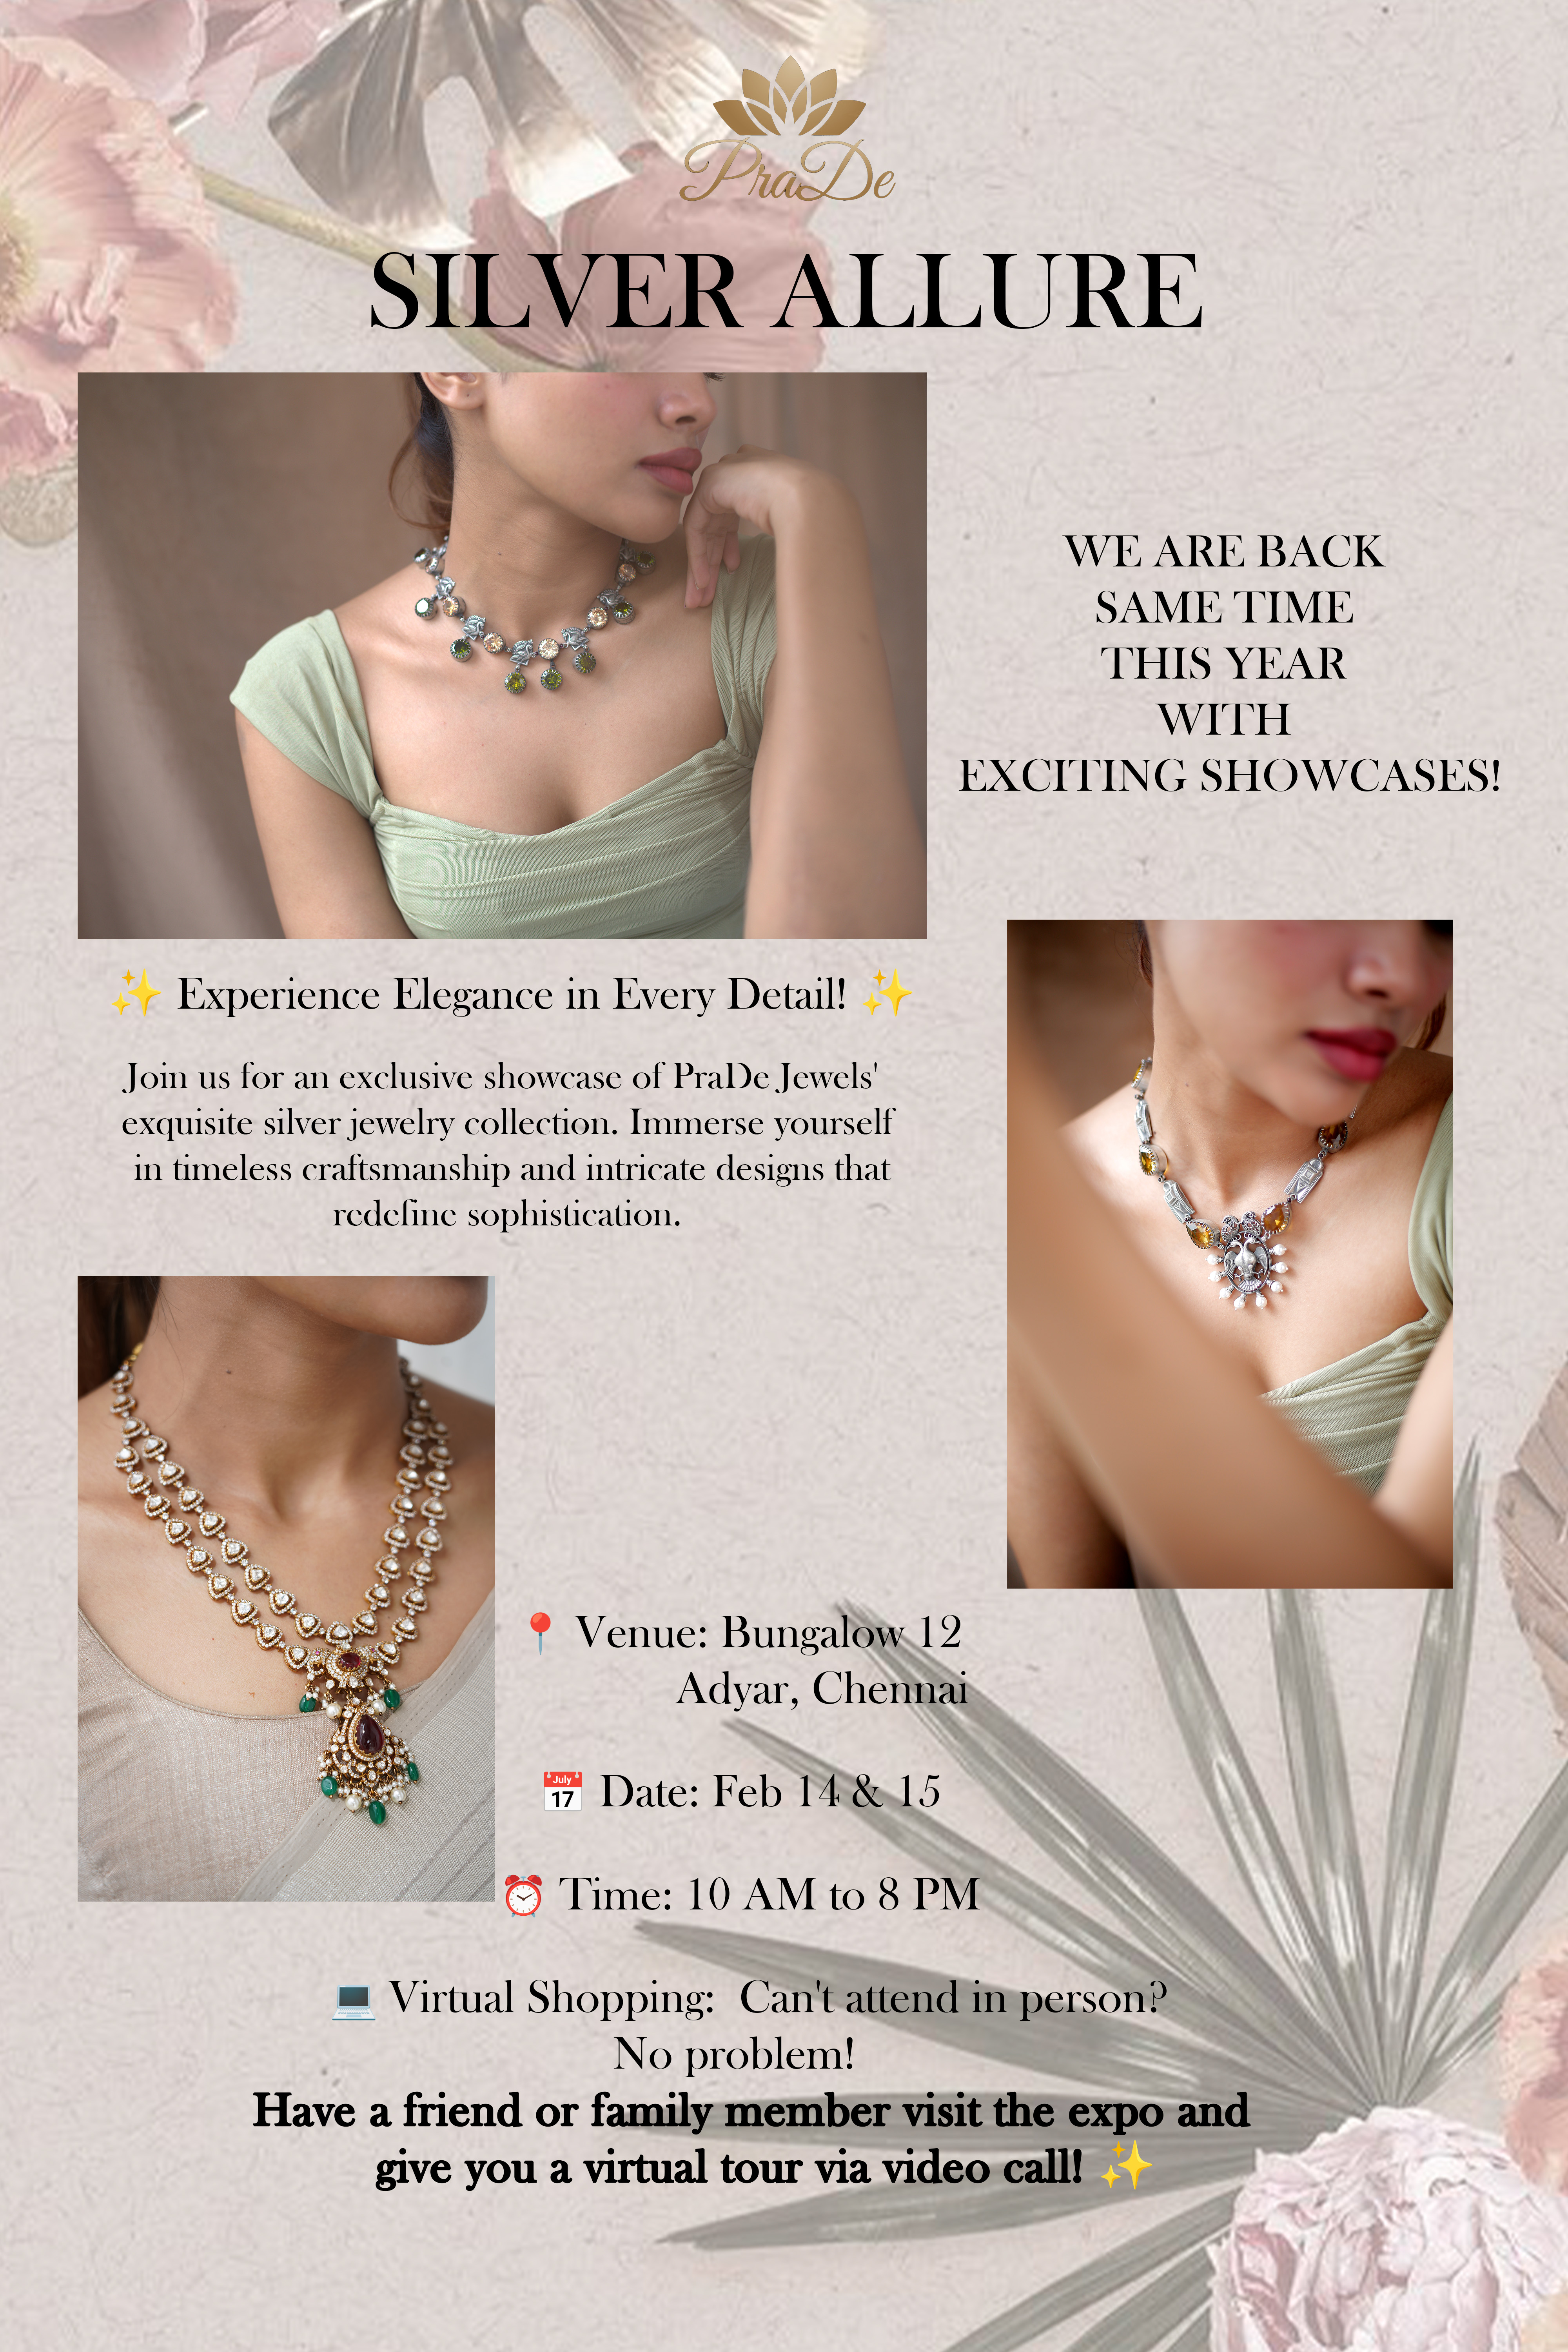 PraDe
SILVER ALLURE
WE ARE BACK
SAME TIME
THIS YEAR
WITH
EXCITING SHOWCASES!
✨ Experience Elegance in Every Detail! ✨
Join us for an exclusive showcase of PraDe Jewels'
exquisite silver jewelry collection. Immerse yourself
in timeless craftsmanship and intricate designs that
redefine sophistication.
📍 Venue: Bungalow 12
Adyar, Chennai
📅 Date: Feb 14 & 15
⏰ Time: 10 AM to 8 PM
💻 Virtual Shopping: Can't attend in person?
No problem!
Have a friend or family member visit the expo and
give you a virtual tour via video call! ✨